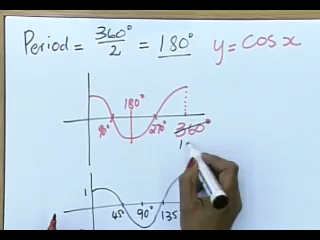 Period = 360°/2 = 180° y = cos x
180°
90° 270° 360°
1
1 45° 90° 135